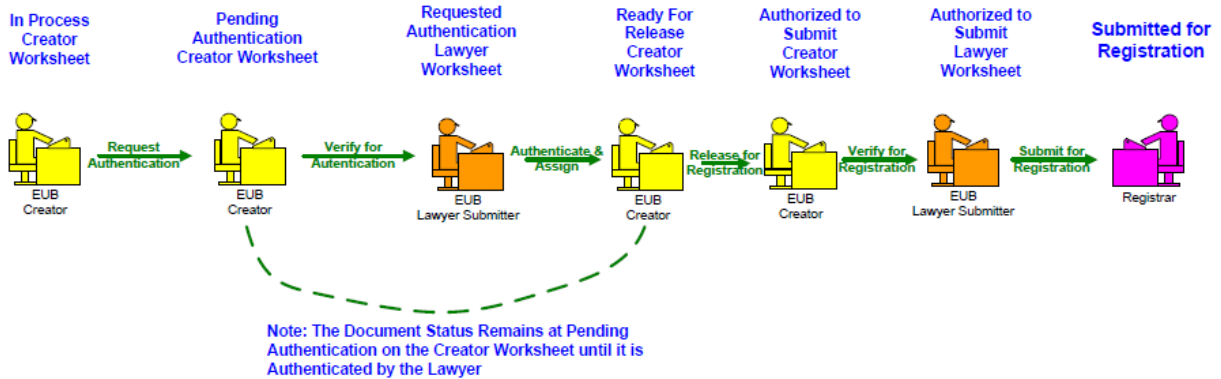 In Process
Creator
Worksheet
Pending
Authentication
Creator Worksheet
Requested
Authentication
Lawyer
Worksheet
Ready For
Release
Creator
Worksheet
Authorized to
Submit
Creator
Worksheet
Authorized to
Submit
Lawyer
Worksheet
Submitted for
Registration
Request
Authentication
Verify for
Autentication
Authenticate &
Assign
Release for
Registration
Verify for
Registration
Submit for
Registration
EUB
Creator
EUB
Creator
EUB
Lawyer Submitter
EUB
Creator
EUB
Creator
EUB
Lawyer Submitter
Registrar
Note: The Document Status Remains at Pending
Authentication on the Creator Worksheet until it is
Authenticated by the Lawyer